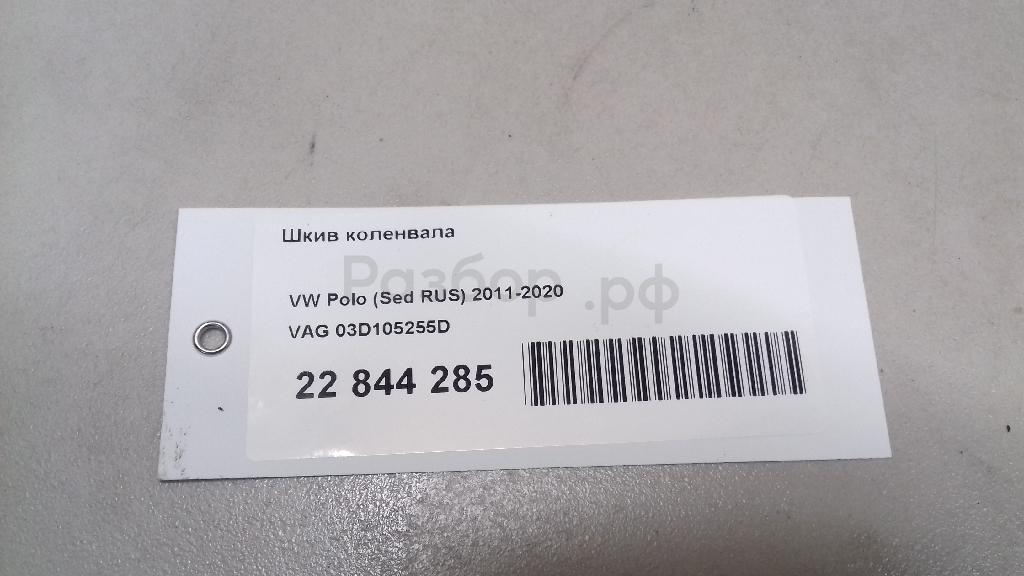 Шкив коленвала
Разбор.рф
VW Polo (Sed RUS) 2011-2020
VAG 03D105255D
22 844 285